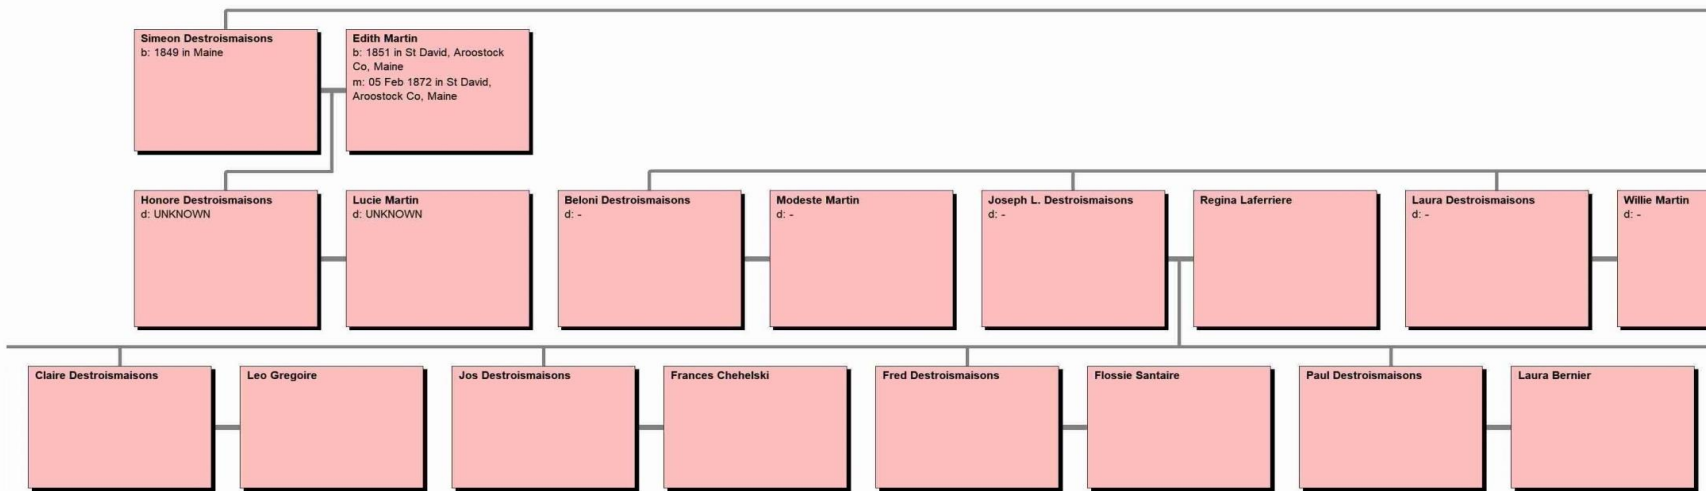 Simeon Destroismaisons
b: 1849 in Maine
Edith Martin
b: 1851 in St David, Aroostock
Co, Maine
m: 05 Feb 1872 in St David,
Aroostock Co, Maine
Honore Destroismaisons
d: UNKNOWN
Lucie Martin
d: UNKNOWN
Beloni Destroismaisons
d: -
Modeste Martin
d: -
Joseph L. Destroismaisons
d: -
Regina Laferriere
Laura Destroismaisons
d: -
Willie Martin
d: -
Claire Destroismaisons
Leo Gregoire
Jos Destroismaisons
Frances Chehelski
Fred Destroismaisons
Flossie Santaire
Paul Destroismaisons
Laura Bernier